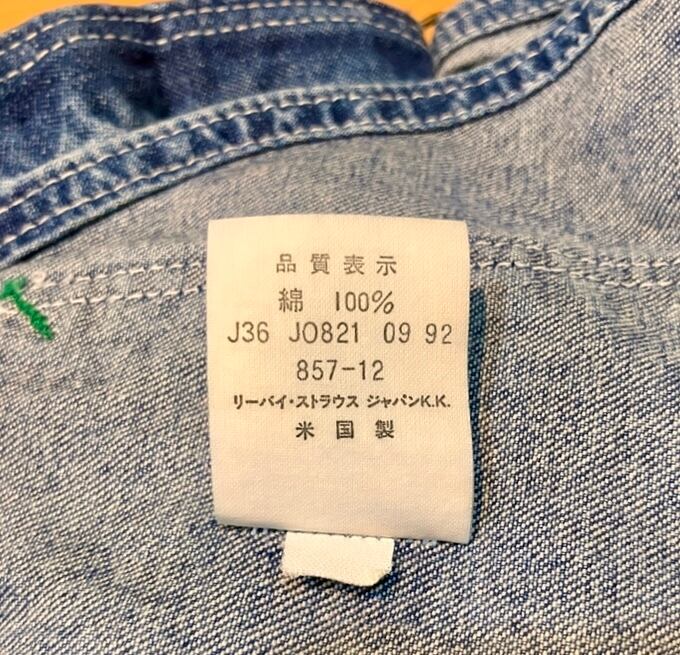 品質表示
綿 100%
J36 JO821 09 92
857-12
リーバイ・ストラウス ジャパンK.K.
米国製